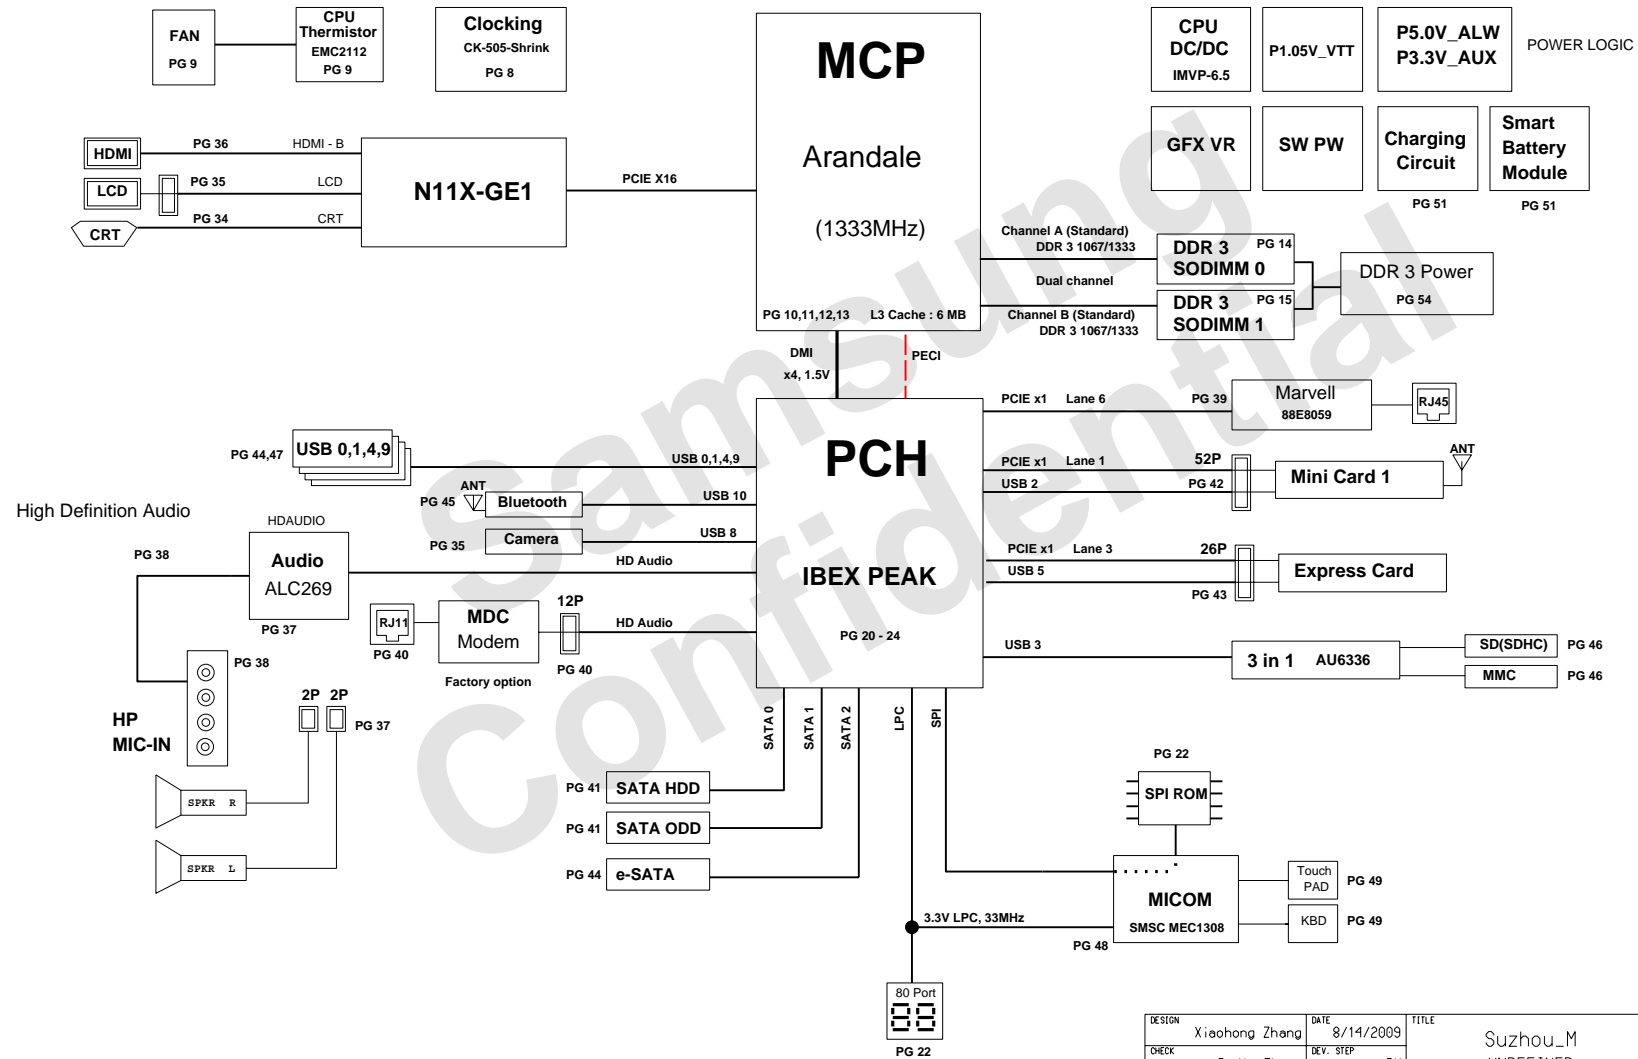 FAN
PG 9
CPU
Thermistor
EMC2112
PG 9
Clocking
CK-505-Shrink
PG 8
MCP
Arandale
(1333MHz)
PG 10,11,12,13
L3 Cache : 6 MB
CPU
DC/DC
IMVP-6.5
P1.05V_VTT
P5.0V_ALW
P3.3V_AUX
POWER LOGIC
GFX VR
SW PW
Charging
Circuit
PG 51
Smart
Battery
Module
PG 51
HDMI
PG 36
HDMI - B
LCD
PG 35
LCD
CRT
PG 34
CRT
N11X-GE1
PCIE X16
Channel A (Standard)
DDR 3 1067/1333
Dual channel
Channel B (Standard)
DDR 3 1067/1333
DDR 3
PG 14
SODIMM 0
DDR 3
PG 15
SODIMM 1
DDR 3 Power
PG 54
DMI
x4, 1.5V
PECI
PCH
IBEX PEAK
PG 20 - 24
PCIE x1
Lane 6
PG 39
Marvell
88E8059
RJ45
PG 44,47
USB 0,1,4,9
USB 0,1,4,9
PCIE x1
Lane 1
52P
USB 2
PG 42
Mini Card 1
ANT
PG 45
ANT
Bluetooth
USB 10
PG 35
Camera
USB 8
High Definition Audio
HDAUDIO
PG 38
Audio
ALC269
PG 37
HD Audio
PCIE x1
Lane 3
26P
USB 5
PG 43
Express Card
RJ11
PG 40
MDC
Modem
Factory option
12P
PG 40
HD Audio
USB 3
3 in 1
AU6336
SD(SDHC)
PG 46
MMC
PG 46
PG 38
HP
MIC-IN
2P
2P
PG 37
SPKR R
SPKR L
SATA 0
SATA 1
SATA 2
LPC
SPI
PG 41
SATA HDD
PG 41
SATA ODD
PG 44
e-SATA
PG 22
SPI ROM
MICOM
SMSC MEC1308
PG 48
3.3V LPC, 33MHz
Touch
PAD
PG 49
KBD
PG 49
80 Port
88
PG 22
Samsung
Confidential
DESIGN
Xiaohong Zhang
DATE
8/14/2009
TITLE
Suzhou_M
CHECK
DEV. STEP